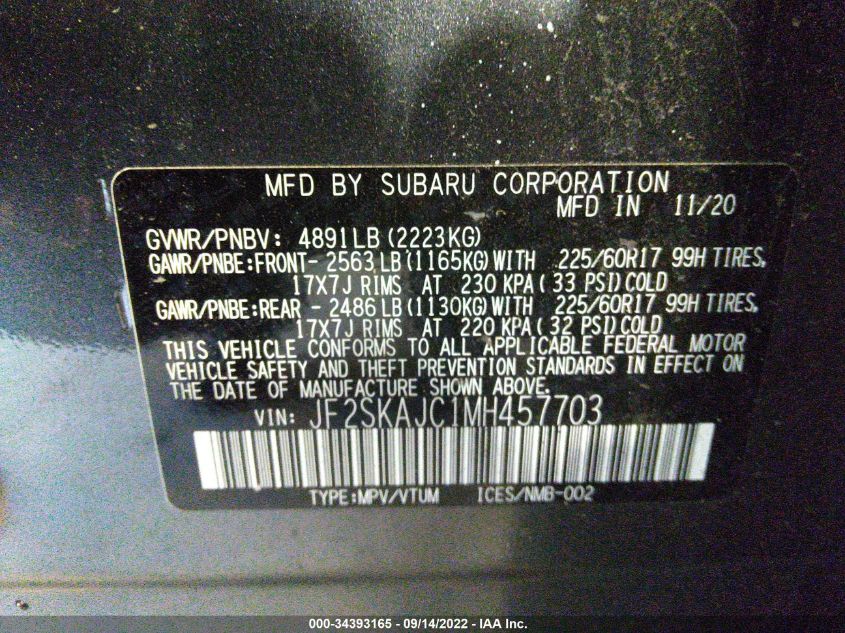 MFD BY SUBARU CORPORATION
MFD IN 11/20
GVWR/PNBV: 4891LB (2223KG)
GAWR/PNBE:FRONT- 2563 LB (1165KG) WITH 225/60R17 99H TIRES,
17X7J RIMS AT 230 KPA ( 33 PSI) COLD
GAWR/PNBE:REAR - 2486 LB (1130KG) WITH 225/60R17 99H TIRES,
17X7J RIMS AT 220 KPA ( 32 PSI) COLD
THIS VEHICLE CONFORMS TO ALL APPLICABLE FEDERAL MOTOR
VEHICLE SAFETY AND THEFT PREVENTION STANDARDS IN EFFECT ON
THE DATE OF MANUFACTURE SHOWN ABOVE.
VIN: JF2SKAJC1MH457703
TYPE:MPV/VTUM ICES/NMB-002
000-34393165 - 09/14/2022 - IAA Inc.